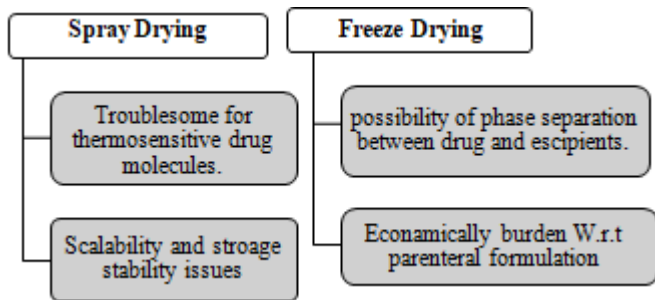 Spray Drying
Troublesome for
thermosensitive drug
molecules.
Scalability and stroage
stability issues
Freeze Drying
possibility of phase separation
between drug and escipients.
Econamically burden W.r.t
parenteral formulation